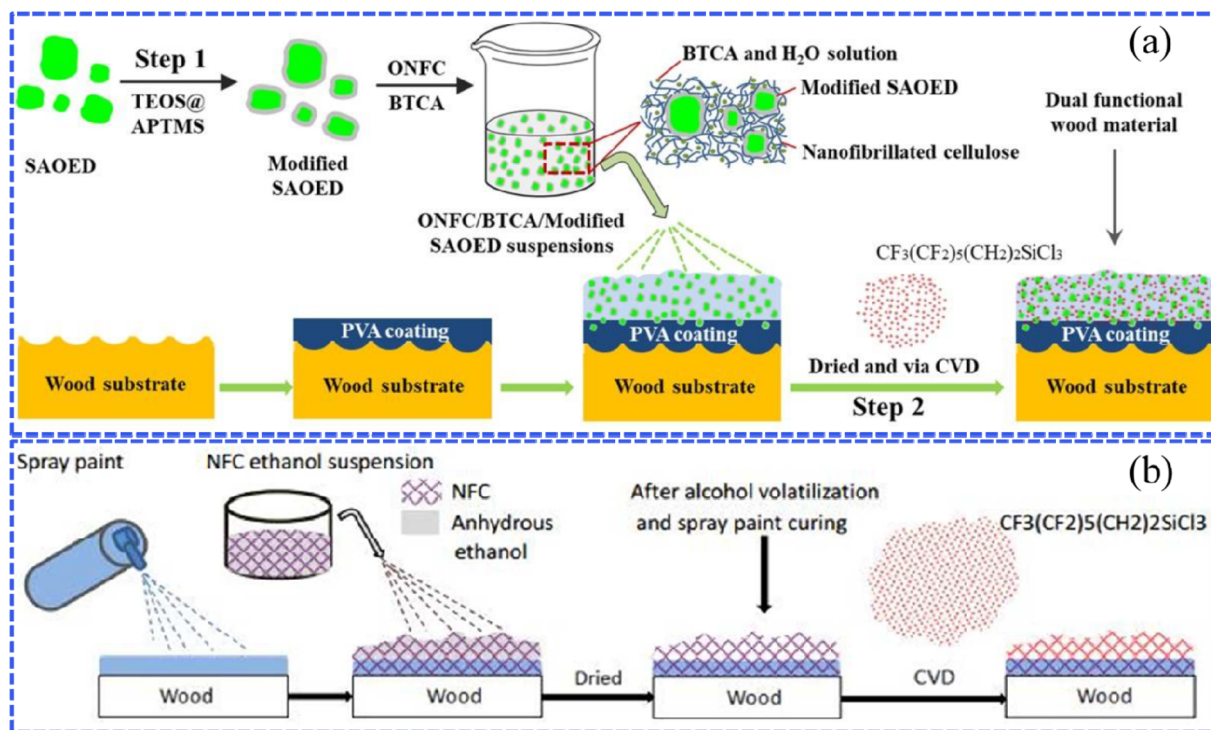 (a)
Step 1
TEOS@
APTMS
SAOED
Modified
SAOED
ONFC
BTCA
BTCA and H₂O solution
Modified SAOED
Nanofibrillated cellulose
ONFC/BTCA/Modified
SAOED suspensions
Dual functional
wood material
CF₃(CF₂)₅(CH2)₂SiCl₃
Wood substrate
PVA coating
Wood substrate
PVA coating
Wood substrate
Dried and via CVD
Step 2
PVA coating
Wood substrate
(b)
Spray paint
NFC ethanol suspension
NFC
Anhydrous
ethanol
After alcohol volatilization
and spray paint curing
CF3(CF2)5(CH2)2SiCl3
Wood
Wood
Dried
Wood
CVD
Wood